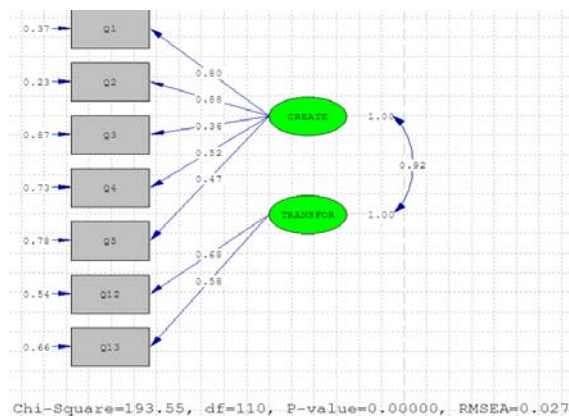 0.37 Q1
0.80
0.23 Q2
0.88
CREATE 1.00
0.87 Q3
0.36
0.52
0.92
0.73 Q4
0.47
TRANSFOR 1.00
0.78 Q5
0.68
0.54 Q12
0.58
0.66 Q13
Chi-Square=193.55, df=110, P-value=0.00000, RMSEA=0.027